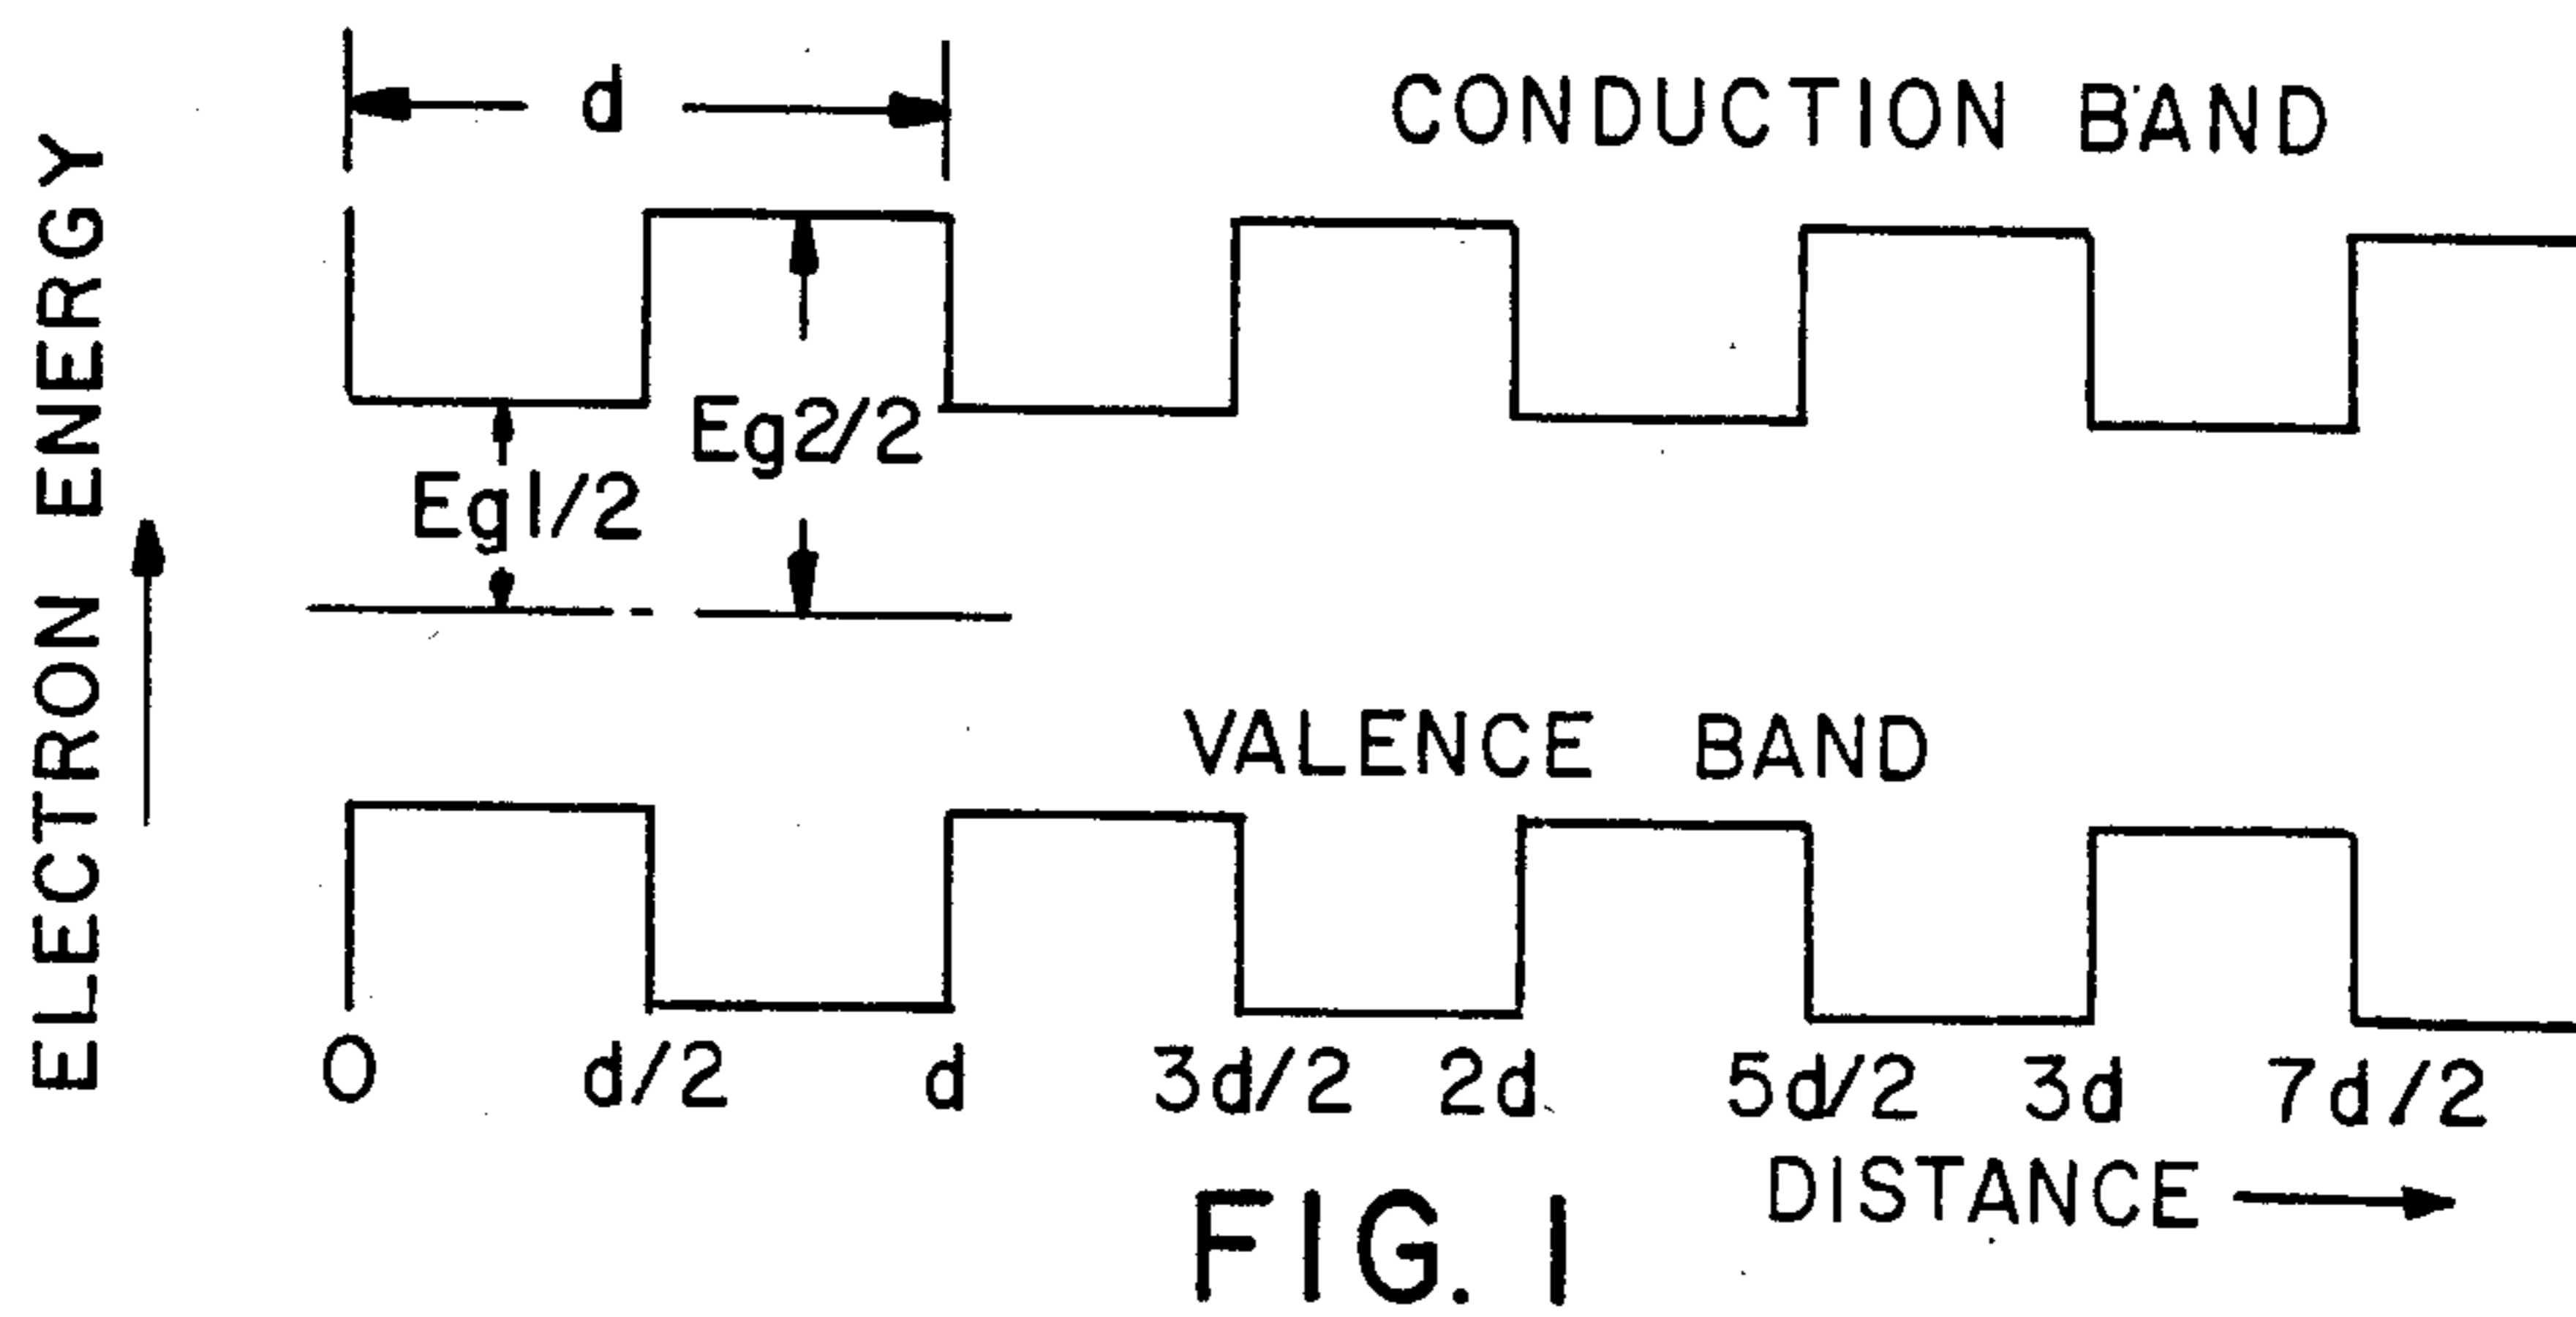 d
CONDUCTION BAND
ELECTRON ENERGY
Eg2/2
Eg1/2
VALENCE BAND
0 d/2 d 3d/2 2d 5d/2 3d 7d/2
DISTANCE
FIG. 1